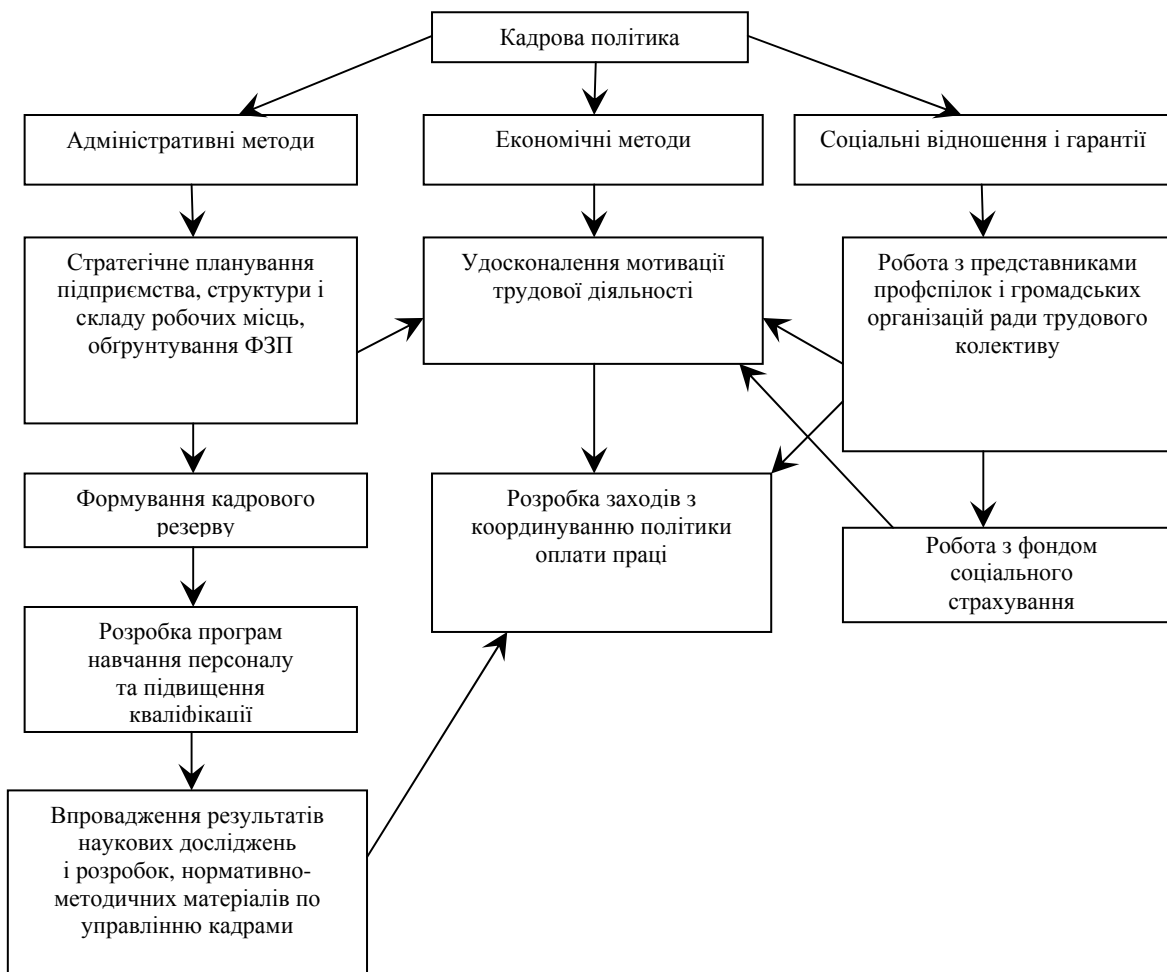 Кадрова політика
Адміністративні методи
Економічні методи
Соціальні відношення і гарантії
Стратегічне планування
підприємства, структури і
складу робочих місць,
обґрунтування ФЗП
Удосконалення мотивації
трудової діяльності
Робота з представниками
профспілок і громадських
організацій ради трудового
колективу
Формування кадрового
резерву
Розробка заходів з
координуванню політики
оплати праці
Робота з фондом
соціального
страхування
Розробка програм
навчання персоналу
та підвищення
кваліфікації
Впровадження результатів
наукових досліджень
і розробок, нормативно-
методичних матеріалів по
управлінню кадрами